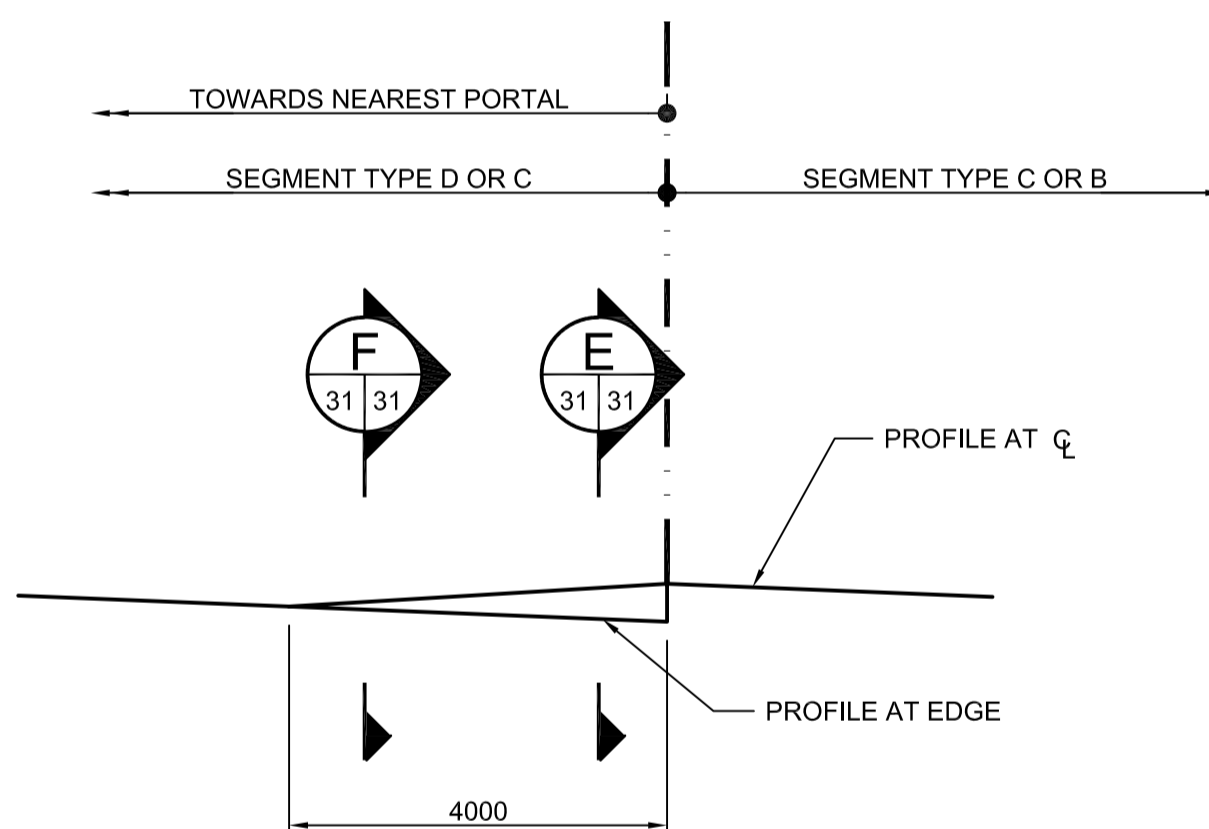 TOWARDS NEAREST PORTAL
SEGMENT TYPE D OR C
SEGMENT TYPE C OR B
F
31 31
E
31 31
PROFILE AT ℄
PROFILE AT EDGE
4000